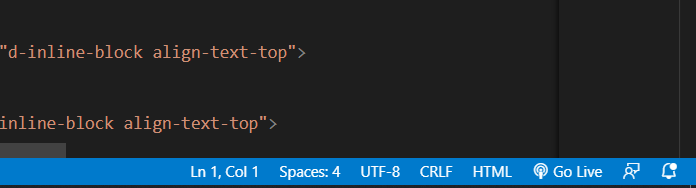 "d-inline-block align-text-top">
inline-block align-text-top">
Ln 1, Col 1 Spaces: 4 UTF-8 CRLF HTML Go Live